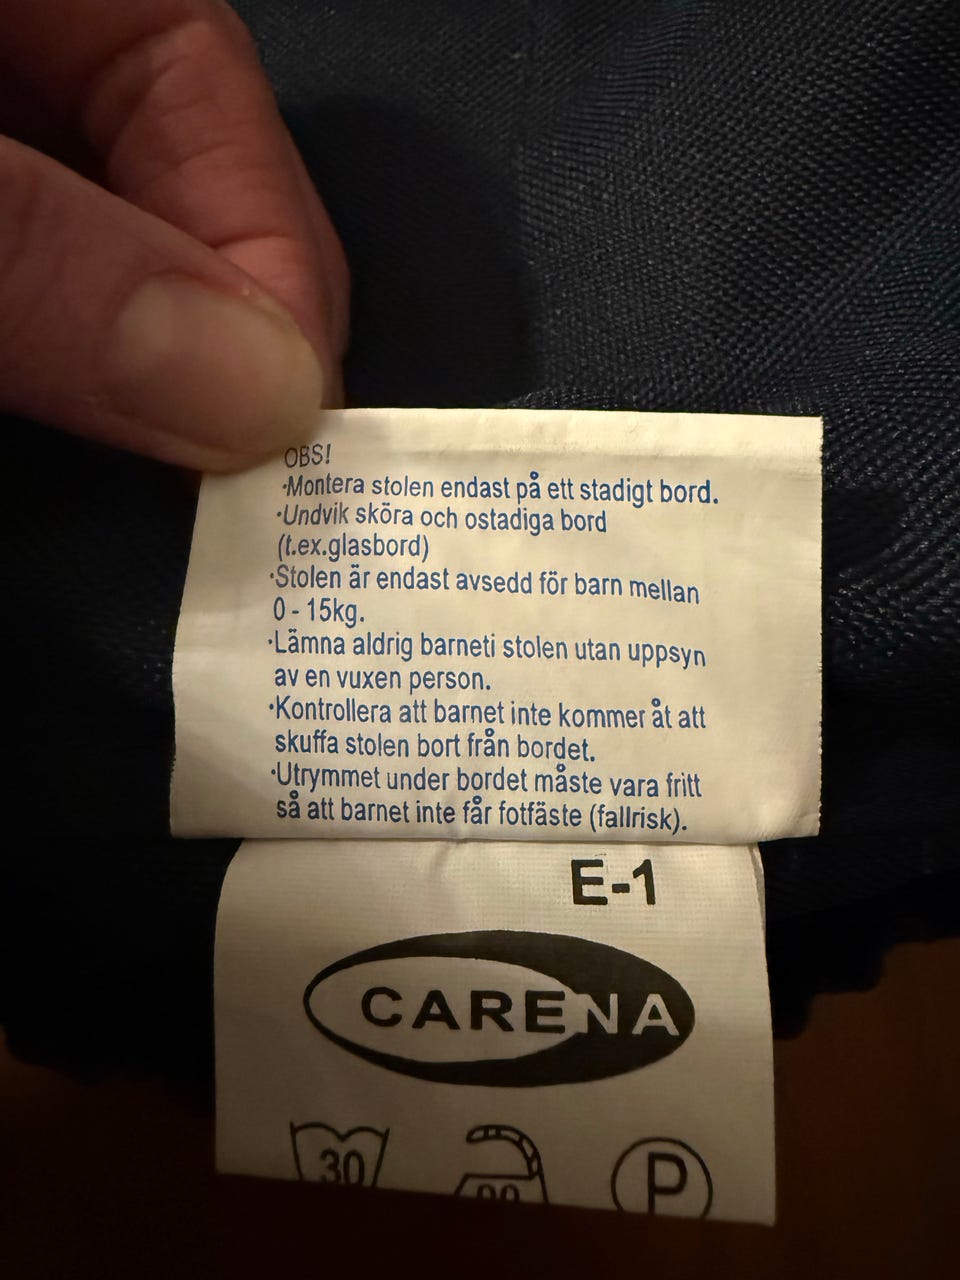 OBS!
·Montera stolen endast på ett stadigt bord.
·Undvik sköra och ostadiga bord
(t.ex.glasbord)
·Stolen är endast avsedd för barn mellan
0 - 15kg.
·Lämna aldrig barneti stolen utan uppsyn
av en vuxen person.
·Kontrollera att barnet inte kommer åt att
skuffa stolen bort från bordet.
·Utrymmet under bordet måste vara fritt
så att barnet inte får fotfäste (fallrisk).
E-1
CARENA
30 P